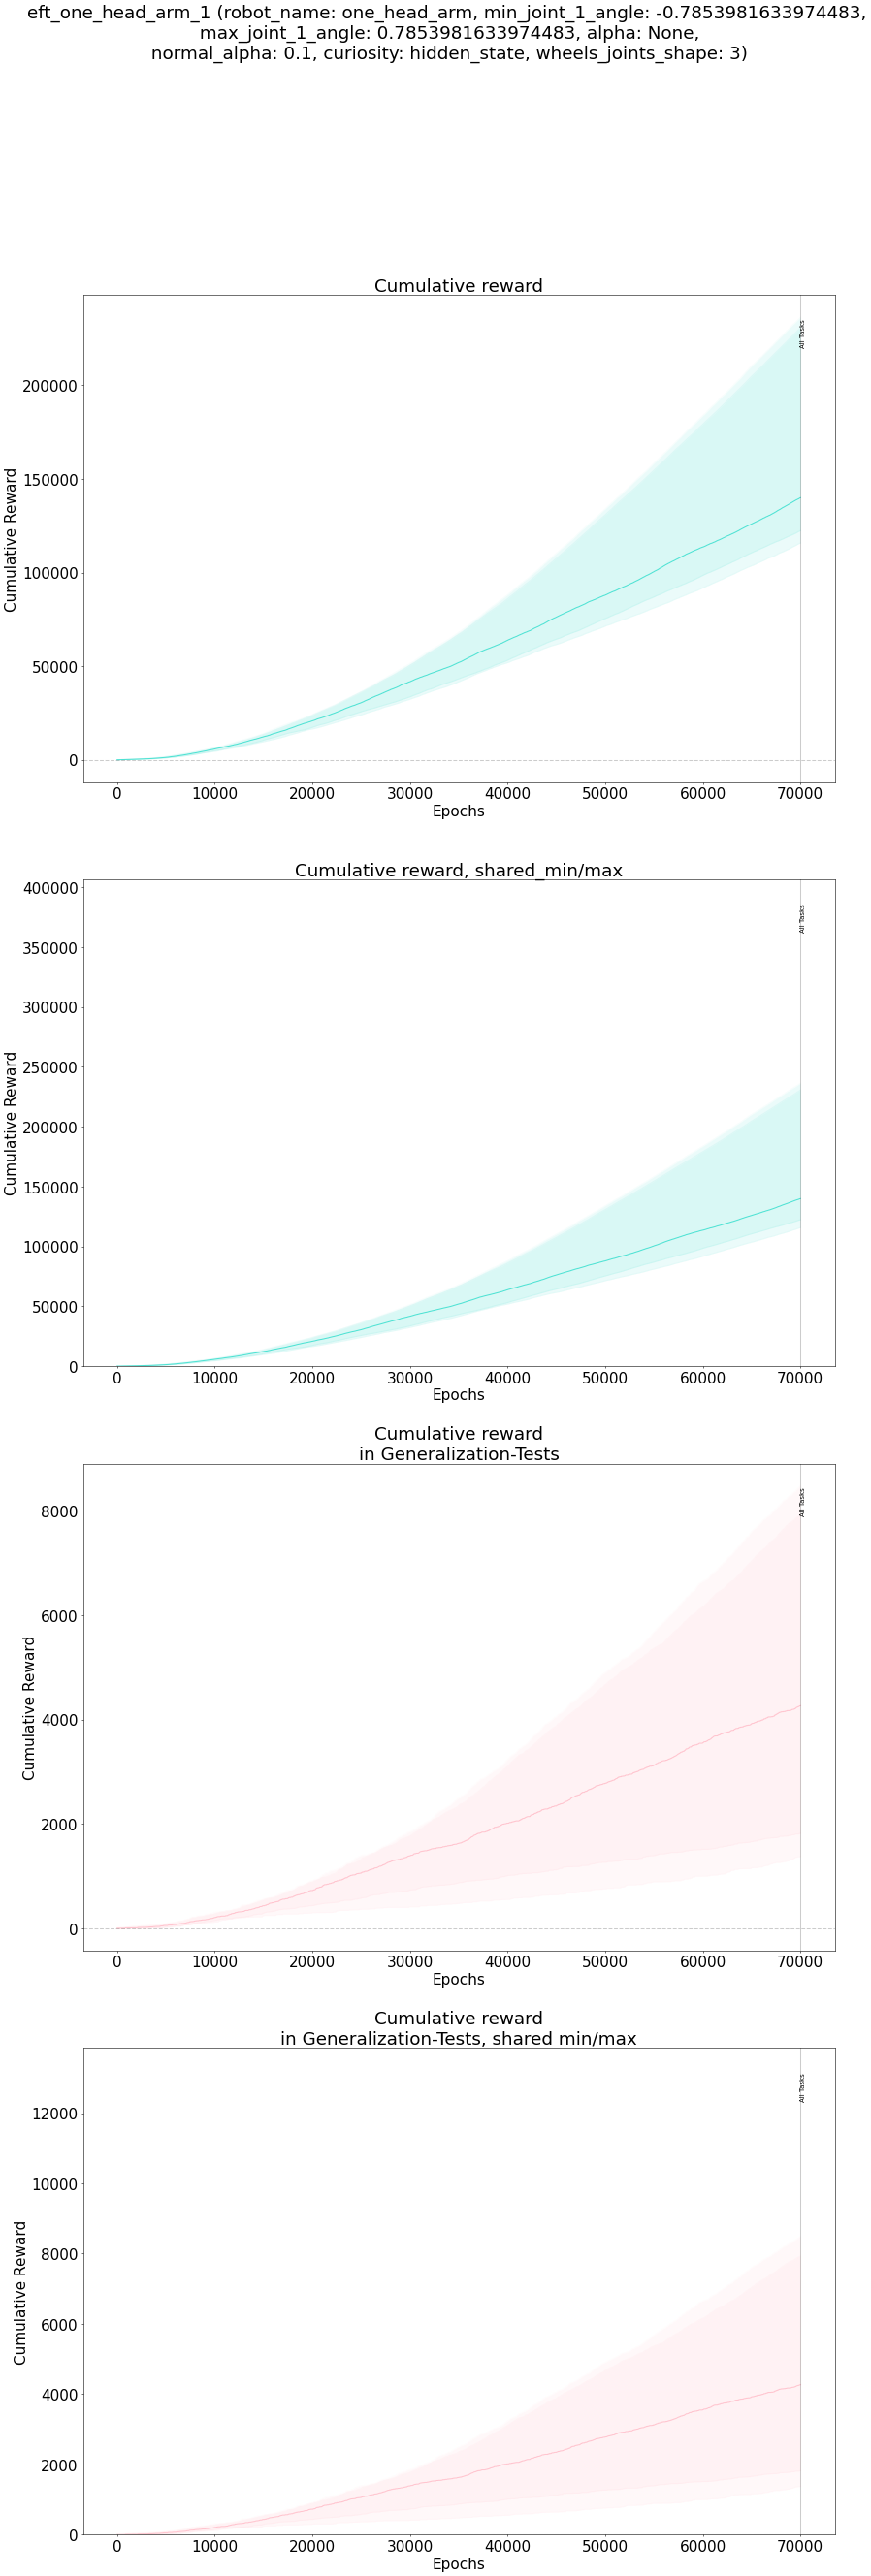 eft_one_head_arm_1 (robot_name: one_head_arm, min_joint_1_angle: -0.7853981633974483,
max_joint_1_angle: 0.7853981633974483, alpha: None,
normal_alpha: 0.1, curiosity: hidden_state, wheels_joints_shape: 3)
Cumulative reward
All Tasks
200000
150000
100000
50000
0
Cumulative Reward
0 10000 20000 30000 40000 50000 60000 70000
Epochs
Cumulative reward, shared_min/max
All Tasks
400000
350000
300000
250000
200000
150000
100000
50000
0
Cumulative Reward
0 10000 20000 30000 40000 50000 60000 70000
Epochs
Cumulative reward
in Generalization-Tests
All Tasks
8000
6000
4000
2000
0
Cumulative Reward
0 10000 20000 30000 40000 50000 60000 70000
Epochs
Cumulative reward
in Generalization-Tests, shared min/max
All Tasks
12000
10000
8000
6000
4000
2000
0
Cumulative Reward
0 10000 20000 30000 40000 50000 60000 70000
Epochs